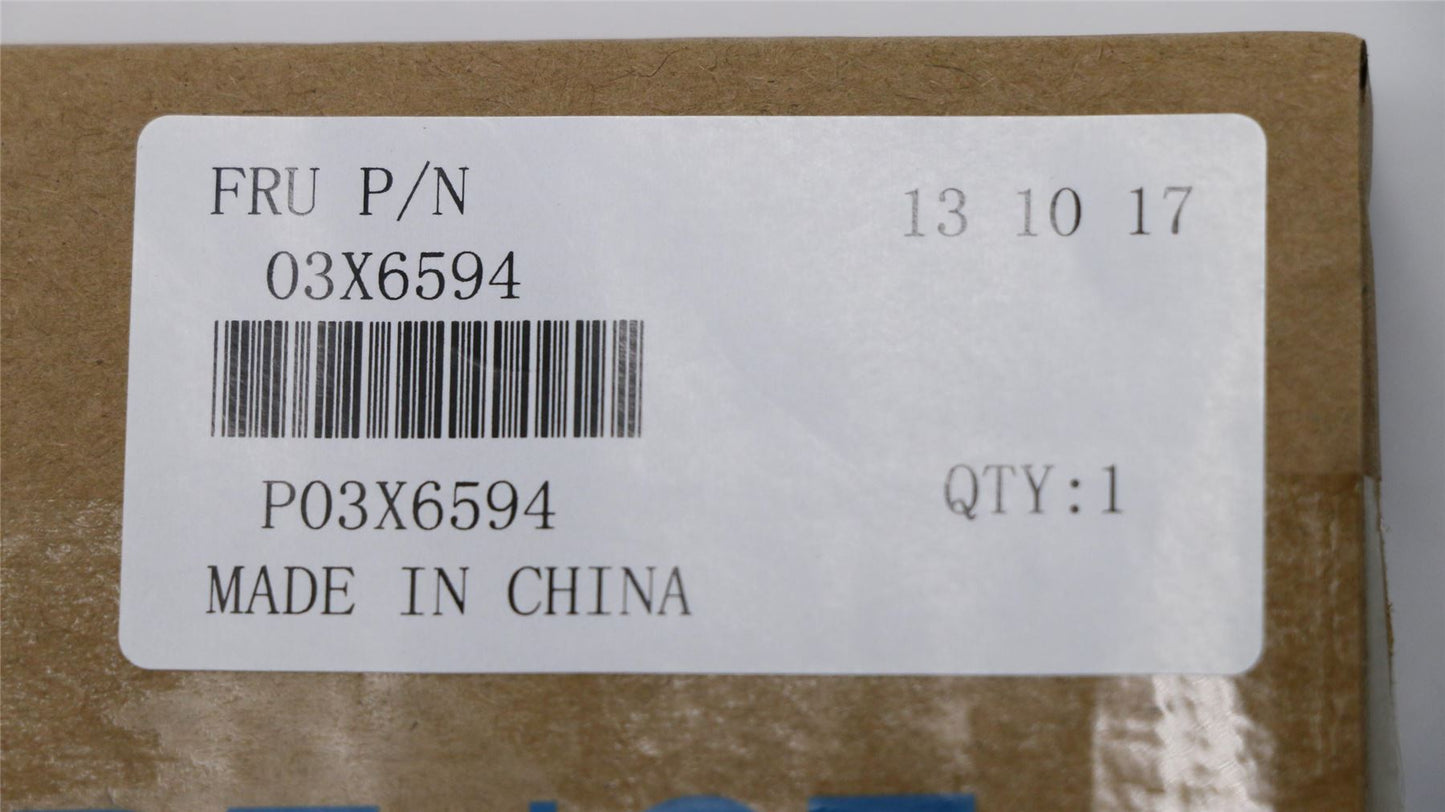 FRU P/N
13 10 17
03X6594
P03X6594
QTY:1
MADE IN CHINA